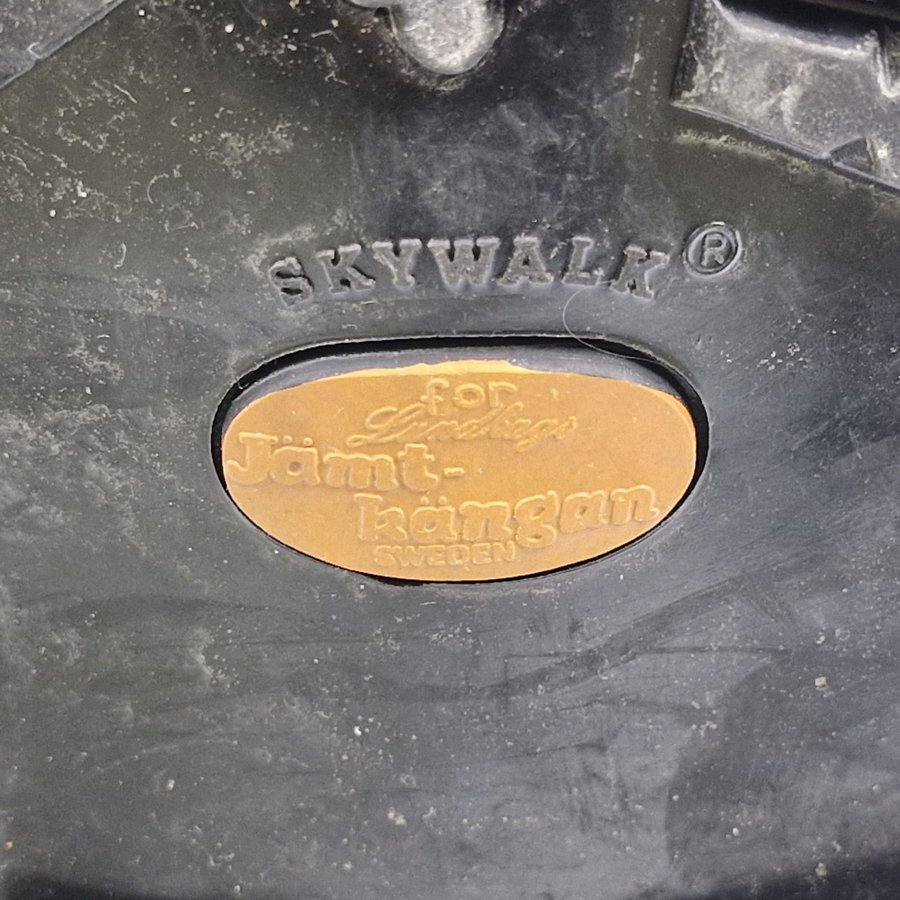 SKYWALK®
for
Lundhags
Jämt-
kängan
SWEDEN